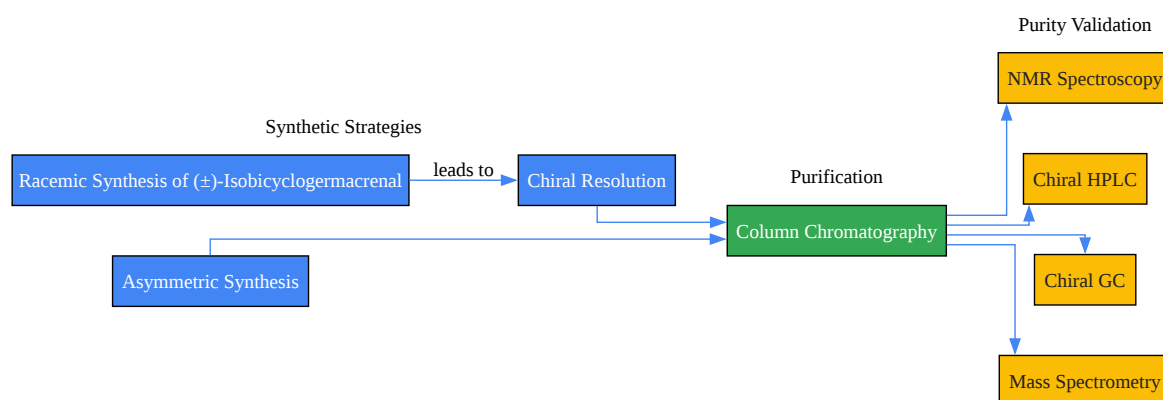 Purity Validation
NMR Spectroscopy
Synthetic Strategies
Racemic Synthesis of (±)-Isobicyclogermacrenal
leads to
Chiral Resolution
Purification
Chiral HPLC
Column Chromatography
Asymmetric Synthesis
Chiral GC
Mass Spectrometry